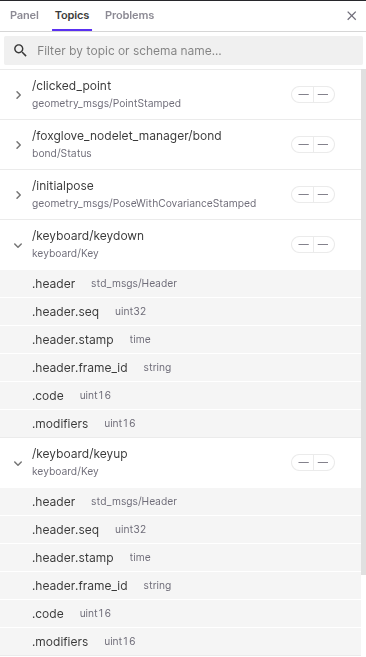 Panel Topics Problems
Filter by topic or schema name...
/clicked_point
geometry_msgs/PointStamped
— —
/foxglove_nodelet_manager/bond
bond/Status
— —
/initialpose
geometry_msgs/PoseWithCovarianceStamped
— —
/keyboard/keydown
keyboard/Key
— —
.header std_msgs/Header
.header.seq uint32
.header.stamp time
.header.frame_id string
.code uint16
.modifiers uint16
/keyboard/keyup
keyboard/Key
— —
.header std_msgs/Header
.header.seq uint32
.header.stamp time
.header.frame_id string
.code uint16
.modifiers uint16